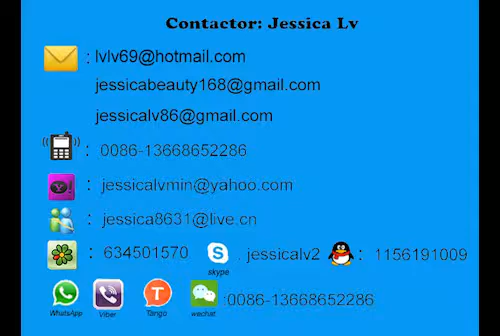 Contactor: Jessica Lv
: lvlv69@hotmail.com
jessicabeauty168@gmail.com
jessicalv86@gmail.com
: 0086-13668652286
: jessicalvmin@yahoo.com
: jessica8631@live.cn
: 634501570 skype . jessicalv2 : 1156191009
WhatsApp Viber Tango wechat :0086-13668652286